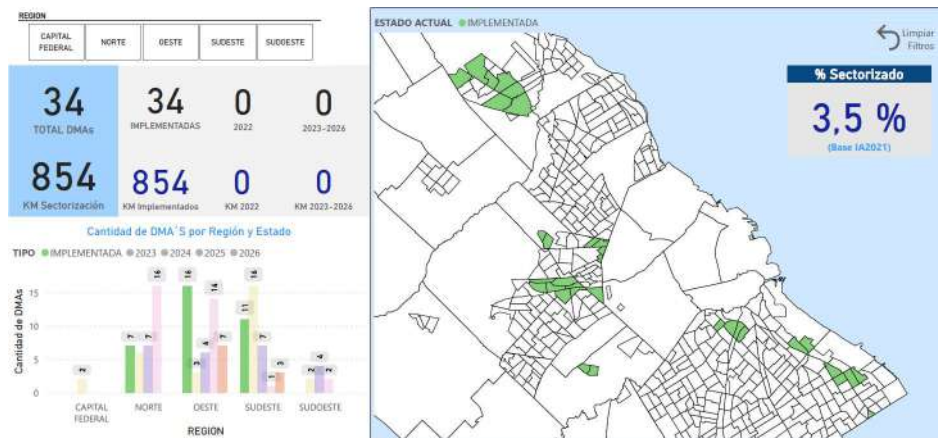 REGION
CAPITAL
FEDERAL
NORTE
OESTE
SUDESTE
SUDOESTE
34
TOTAL DMAs
34
IMPLEMENTADAS
0
2022
0
2023-2026
854
KM Sectorización
854
KM Implementados
0
KM 2022
0
KM 2023-2026
Cantidad de DMA´S por Región y Estado
TIPO IMPLEMENTADA 2023 2024 2025 2026
Cantidad de DMAs
15
10
5
0
2
7
7
16
16
3
4
14
7
11
16
7
1
3
2
4
2
CAPITAL
FEDERAL
NORTE
OESTE
SUDESTE
SUDOESTE
REGION
ESTADO ACTUAL IMPLEMENTADA
Limpiar
Filtros
% Sectorizado
3,5 %
(Base IA2021)